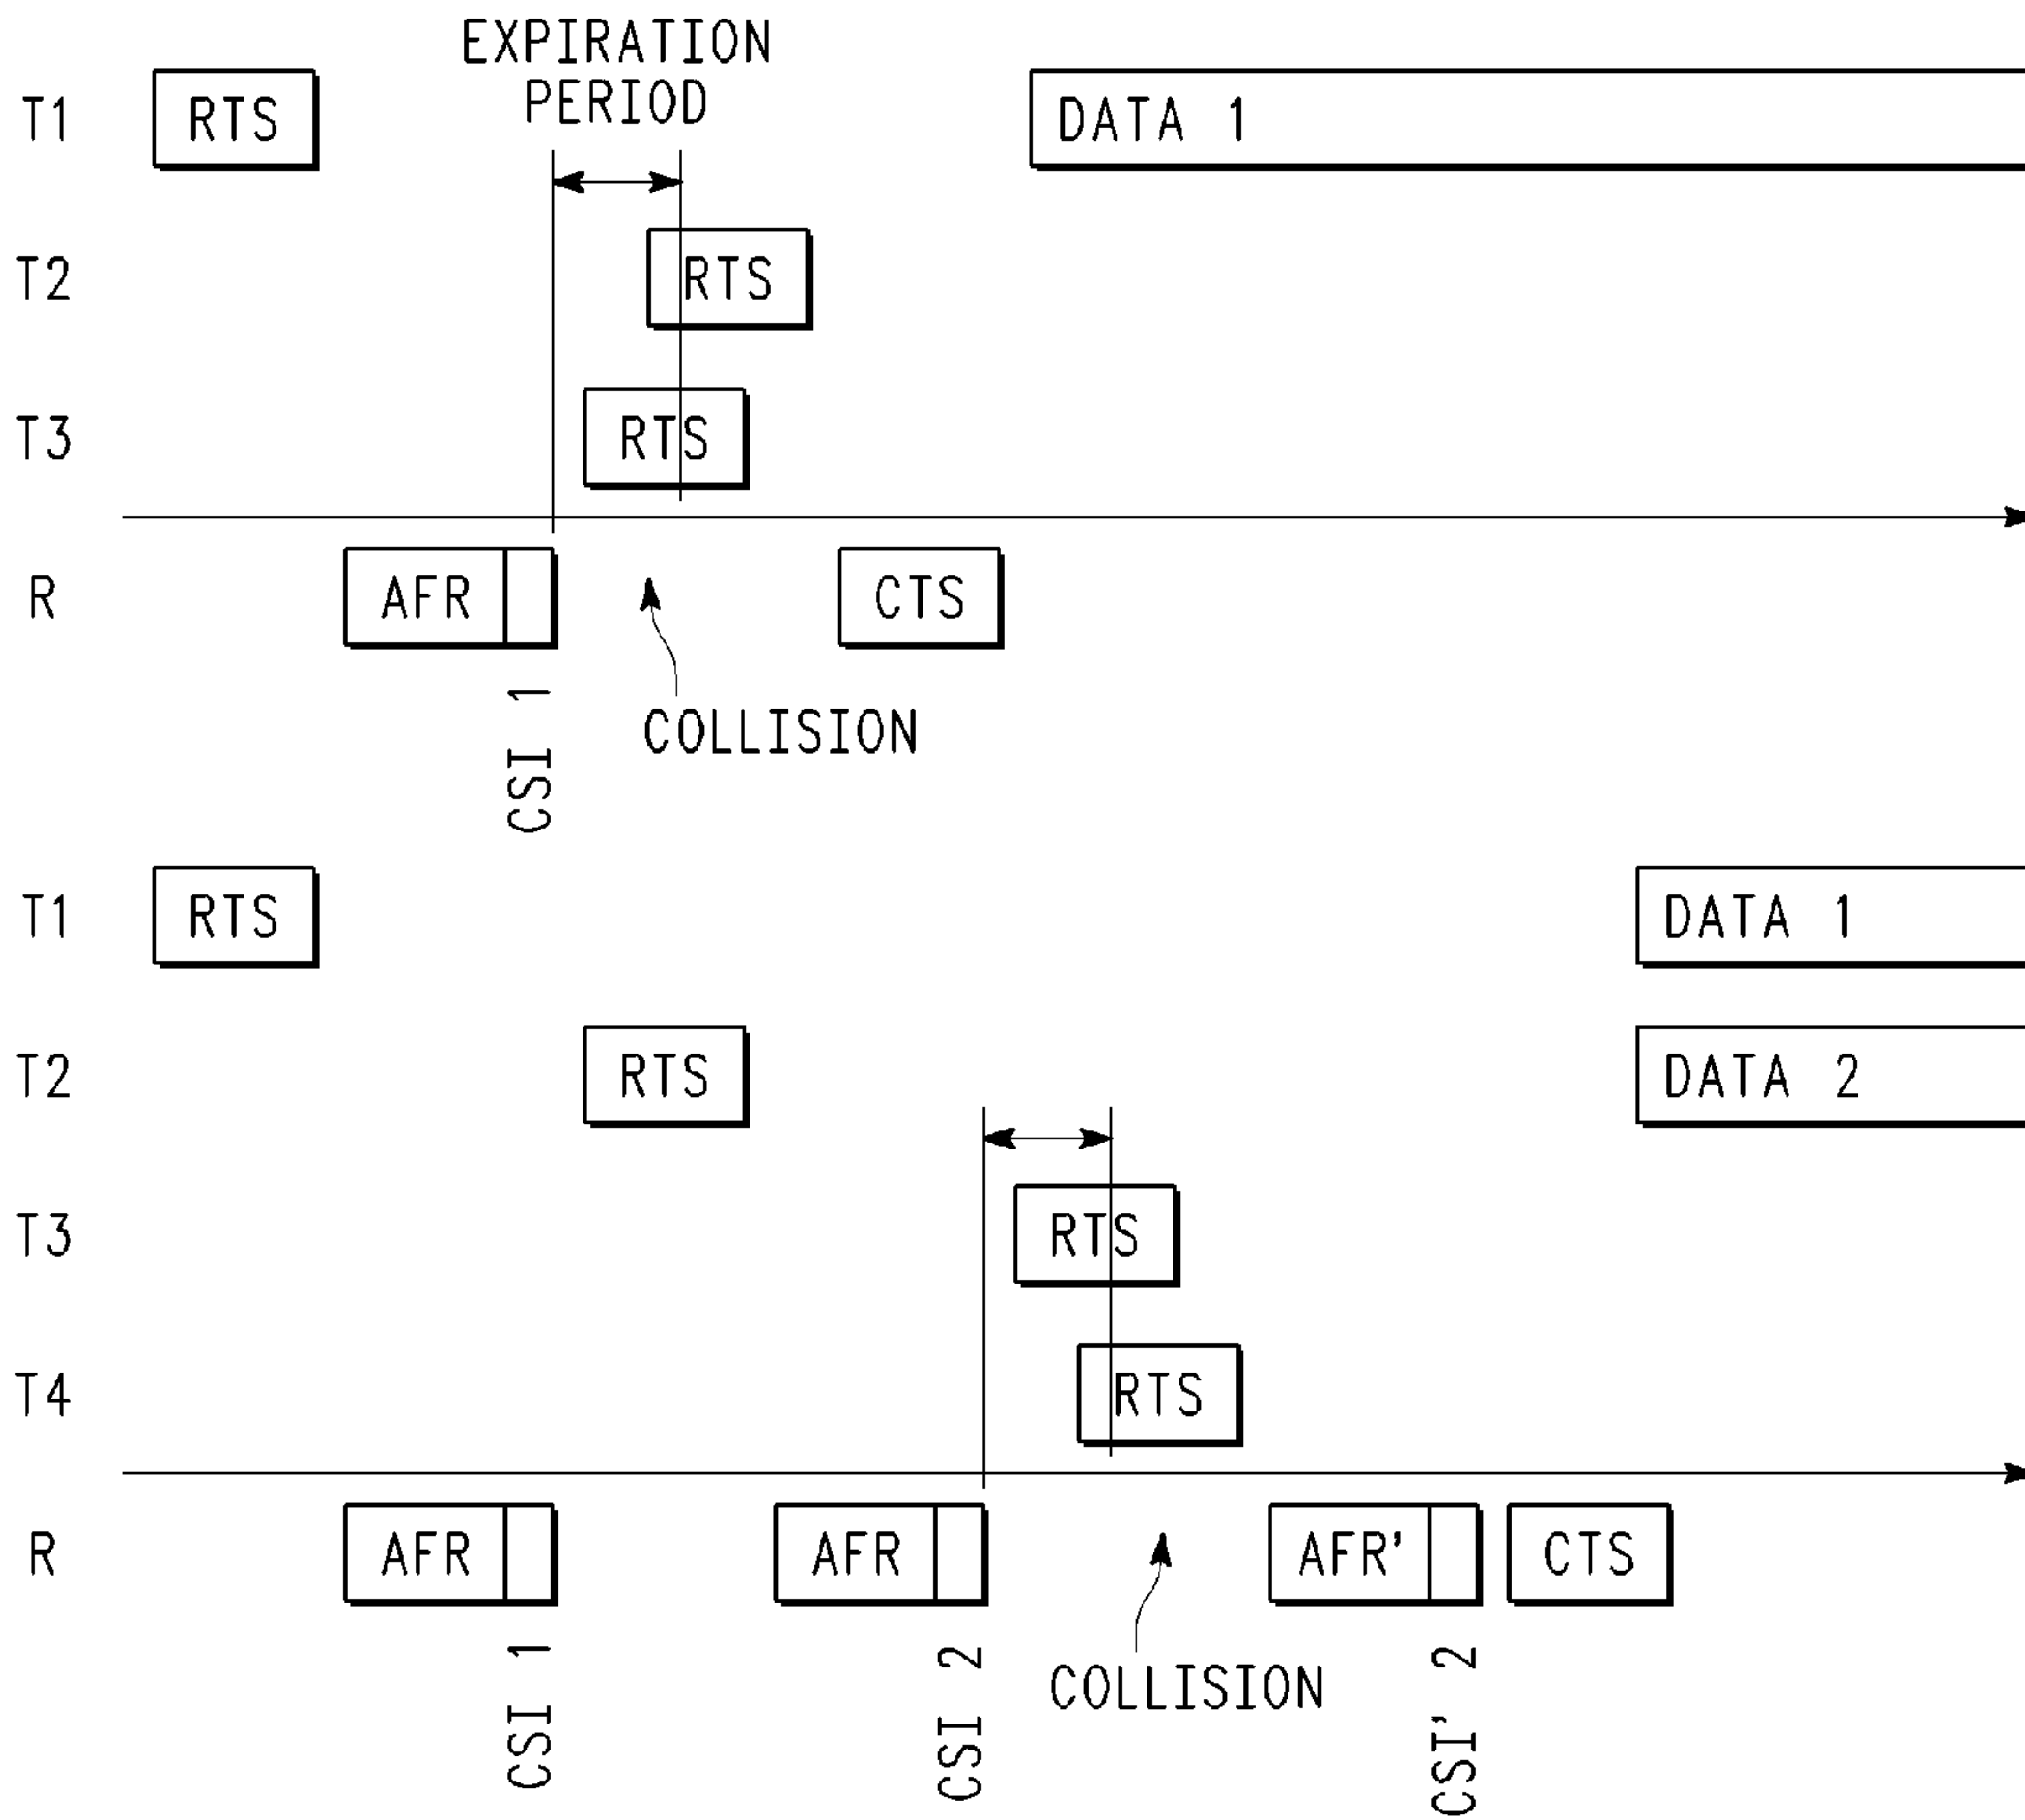 EXPIRATION
PERIOD
T1 RTS DATA 1
T2 RTS
T3 RTS
R AFR CTS
CSI 1
COLLISION
T1 RTS DATA 1
T2 RTS DATA 2
T3 RTS
T4 RTS
R AFR AFR AFR' CTS
CSI 1
CSI 2
COLLISION
CSI' 2